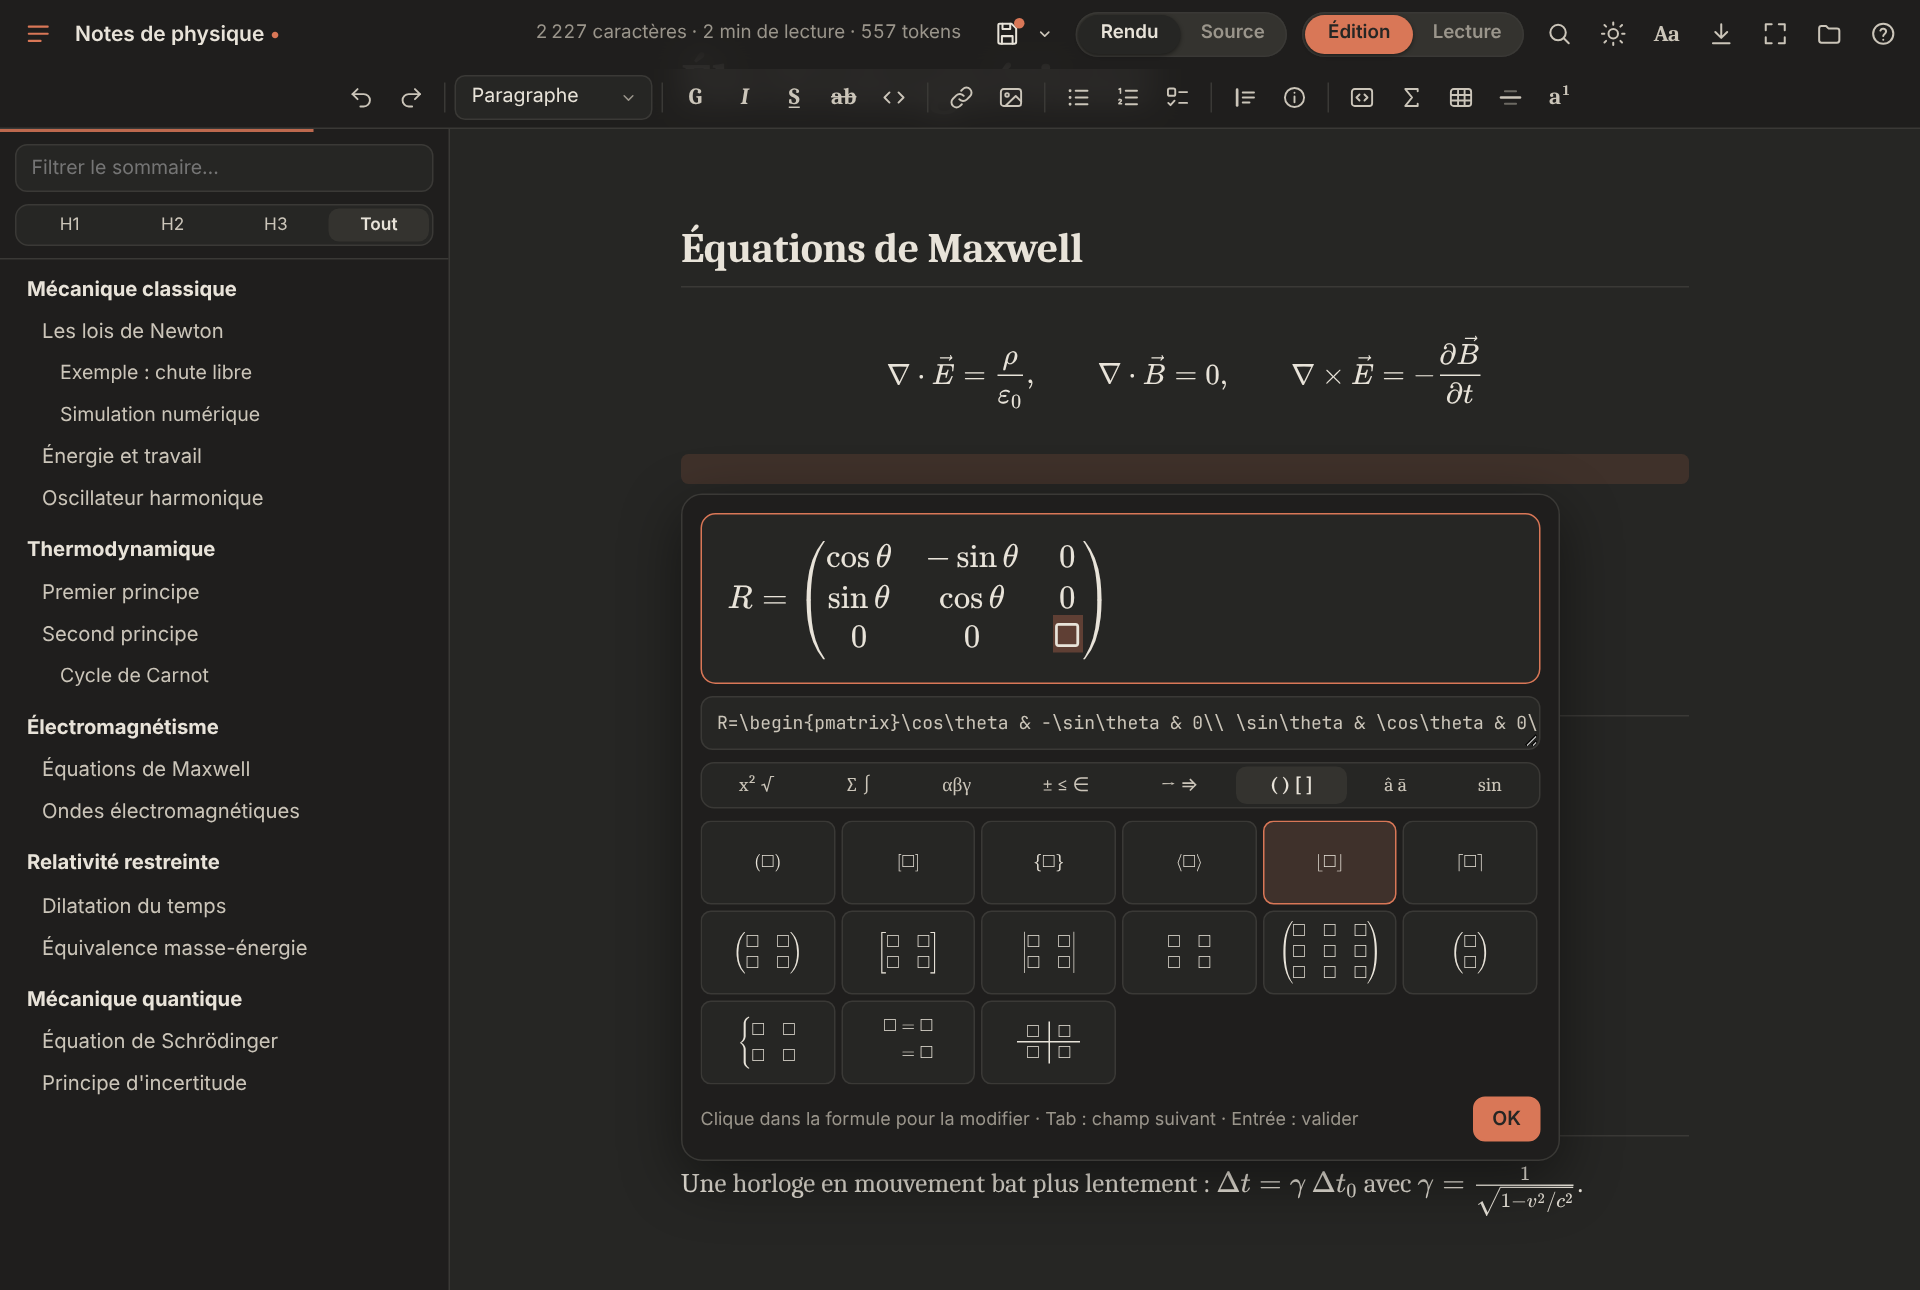 Notes de physique
2 227 caractères · 2 min de lecture · 557 tokens
Rendu Source
Édition Lecture
Aa
Paragraphe
G I S ab
a¹
Filtrer le sommaire...
H1 H2 H3 Tout
Mécanique classique
Les lois de Newton
Exemple : chute libre
Simulation numérique
Énergie et travail
Oscillateur harmonique
Thermodynamique
Premier principe
Second principe
Cycle de Carnot
Électromagnétisme
Équations de Maxwell
Ondes électromagnétiques
Relativité restreinte
Dilatation du temps
Équivalence masse-énergie
Mécanique quantique
Équation de Schrödinger
Principe d'incertitude
Équations de Maxwell
∇ · E⃗ = ρ/ε₀, ∇ · B⃗ = 0, ∇ × E⃗ = −∂B⃗/∂t
R = (cos θ − sin θ 0
sin θ cos θ 0
0 0 □)
R=\begin{pmatrix}\cos\theta & -\sin\theta & 0\\ \sin\theta & \cos\theta & 0\
x² √ Σ ∫ αβγ ± ≤ ∈ → ⇒ ( ) [ ] â ā sin
(□) [□] {□} ⟨□⟩ ⌊□⌋ ⌈□⌉
□ = □
= □
Clique dans la formule pour la modifier · Tab : champ suivant · Entrée : valider
OK
Une horloge en mouvement bat plus lentement : Δt = γ Δt₀ avec γ = 1/√(1−v²/c²).